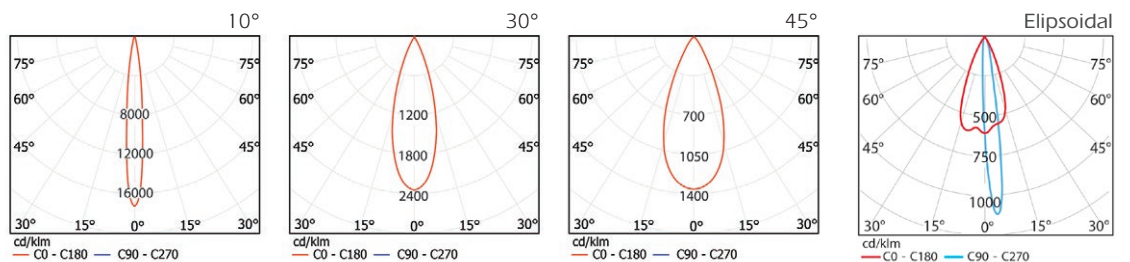 10°
75° 75°
60° 60°
8000
45° 45°
12000
16000
30° 15° 0° 15° 30°
cd/klm
C0 - C180 C90 - C270
30°
75° 75°
60° 60°
1200
45° 45°
1800
2400
30° 15° 0° 15° 30°
cd/klm
C0 - C180 C90 - C270
45°
75° 75°
60° 60°
700
45° 45°
1050
1400
30° 15° 0° 15° 30°
cd/klm
C0 - C180 C90 - C270
Elipsoidal
75° 75°
60° 60°
500
45° 45°
750
1000
30° 15° 0° 15° 30°
cd/klm
C0 - C180 C90 - C270